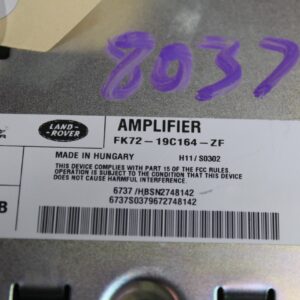 8037
LAND-
ROVER
AMPLIFIER
FK72-19C164-ZF
MADE IN HUNGARY H11/S0302
THIS DEVICE COMPLIES WITH PART 15 OF THE FCC RULES.
OPERATION IS SUBJECT TO THE CONDITION THAT THIS DEVICE
DOES NOT CAUSE HARMFUL INTERFERENCE
6737/HBSN2748142
6737S0379672748142
B